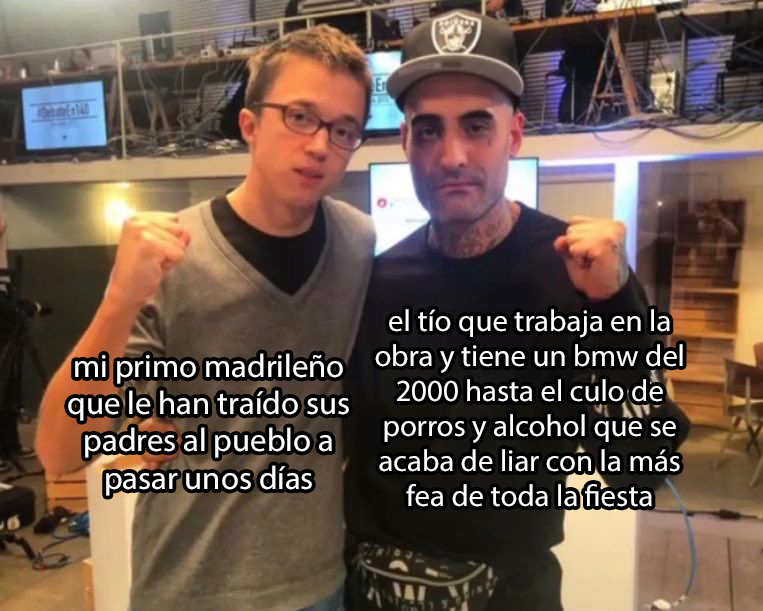 RAIDERS
#DebateEn140
mi primo madrileño
que le han traído sus
padres al pueblo a
pasar unos días
el tío que trabaja en la
obra y tiene un bmw del
2000 hasta el culo de
porros y alcohol que se
acaba de liar con la más
fea de toda la fiesta